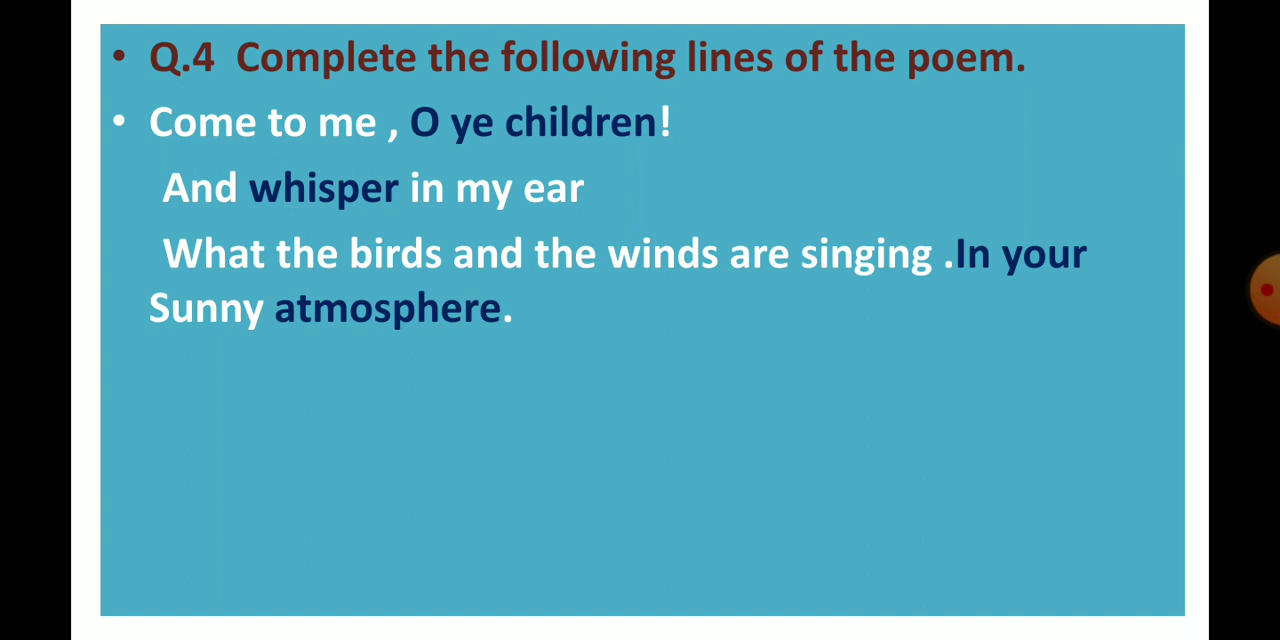 • Q.4 Complete the following lines of the poem.
• Come to me , O ye children!
And whisper in my ear
What the birds and the winds are singing .In your
Sunny atmosphere.